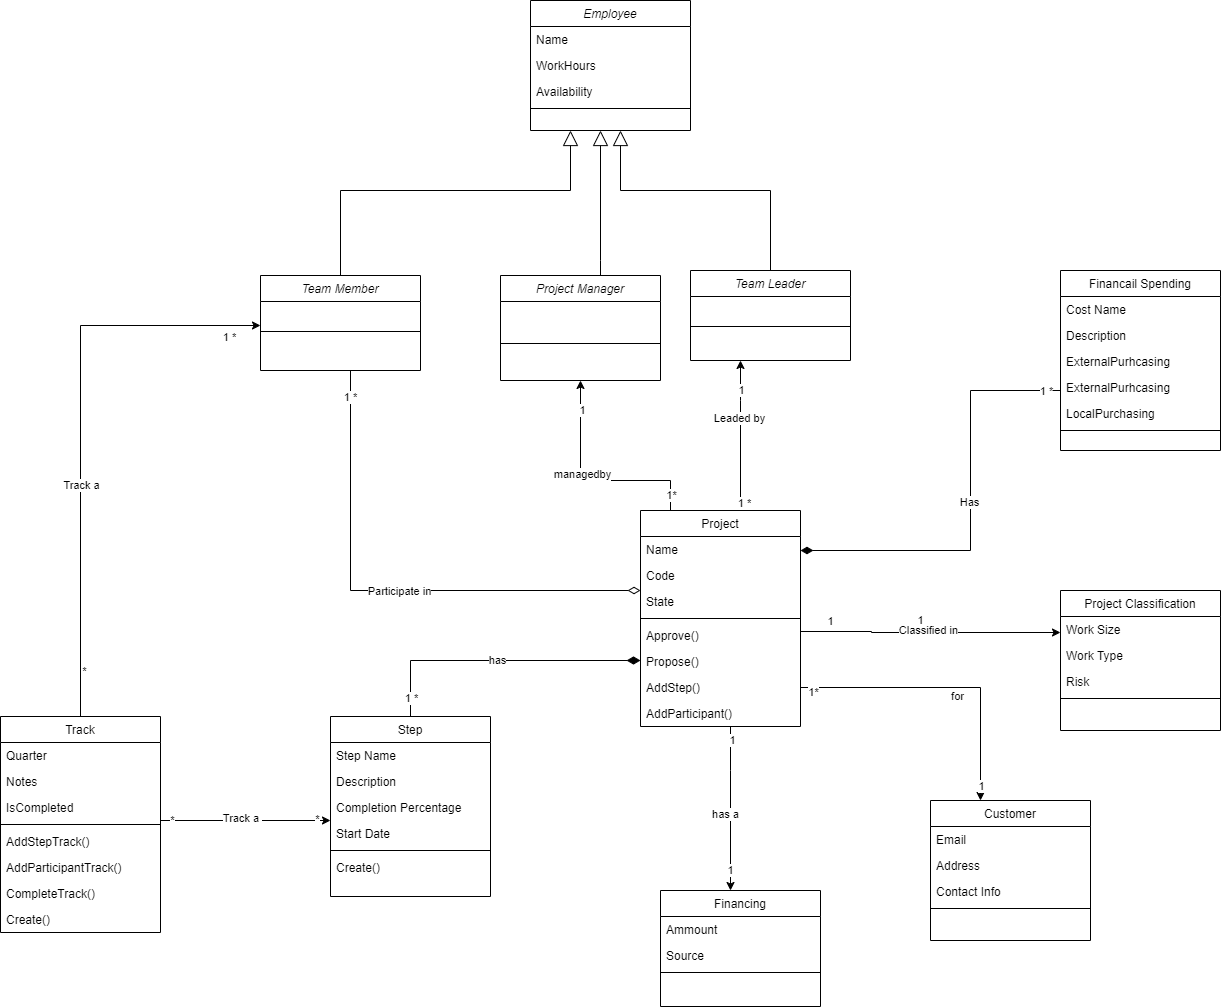 Employee
Name
WorkHours
Availability
Team Member
Project Manager
Team Leader
Financail Spending
Cost Name
Description
ExternalPurhcasing
ExternalPurhcasing
LocalPurchasing
1 *
1 *
1 *
1
1
Leaded by
managedby
1*
1 *
Track a
Has
Participate in
Project
Name
Code
State
Approve()
Propose()
AddStep()
AddParticipant()
1
1
Classified in
Project Classification
Work Size
Work Type
Risk
has
1 *
*
1*
for
1
Track
Quarter
Notes
IsCompleted
AddStepTrack()
AddParticipantTrack()
CompleteTrack()
Create()
*
Track a
*
Step
Step Name
Description
Completion Percentage
Start Date
Create()
1
has a
1
Customer
Email
Address
Contact Info
Financing
Ammount
Source